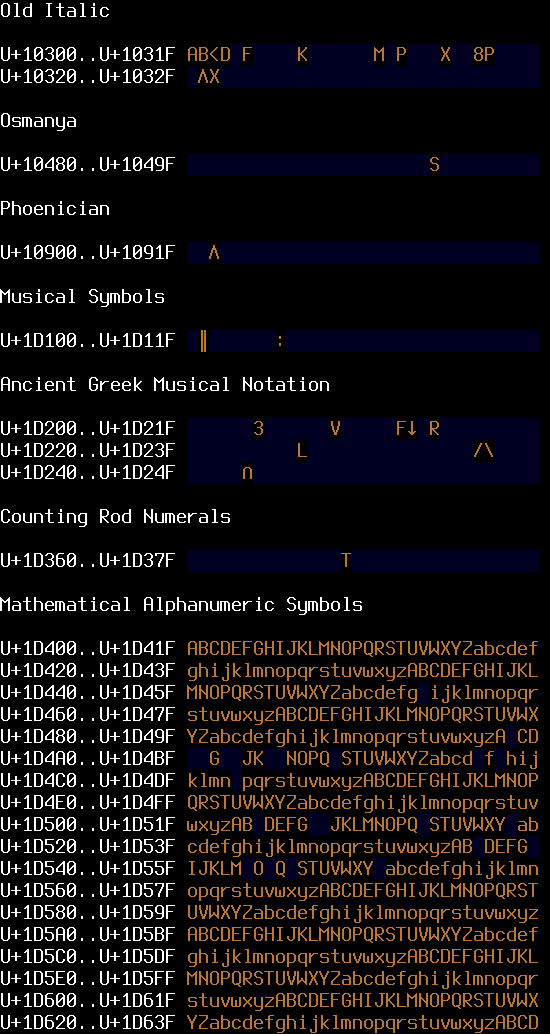 Old Italic
U+10300..U+1031F AB<D F    K      M P   X  8P
U+10320..U+1032F  ΛX
Osmanya
U+10480..U+1049F                       S
Phoenician
U+10900..U+1091F   Λ
Musical Symbols
U+1D100..U+1D11F  ‖      :
Ancient Greek Musical Notation
U+1D200..U+1D21F       3      V     F↓ R
U+1D220..U+1D23F           L               /\
U+1D240..U+1D24F      ∩
Counting Rod Numerals
U+1D360..U+1D37F               T
Mathematical Alphanumeric Symbols
U+1D400..U+1D41F ABCDEFGHIJKLMNOPQRSTUVWXYZabcdef
U+1D420..U+1D43F ghijklmnopqrstuvwxyzABCDEFGHIJKL
U+1D440..U+1D45F MNOPQRSTUVWXYZabcdefg ijklmnopqr
U+1D460..U+1D47F stuvwxyzABCDEFGHIJKLMNOPQRSTUVWX
U+1D480..U+1D49F YZabcdefghijklmnopqrstuvwxyzA CD
U+1D4A0..U+1D4BF   G  JK  NOPQ STUVWXYZabcd f hij
U+1D4C0..U+1D4DF klmn pqrstuvwxyzABCDEFGHIJKLMNOP
U+1D4E0..U+1D4FF QRSTUVWXYZabcdefghijklmnopqrstuv
U+1D500..U+1D51F wxyzAB DEFG  JKLMNOPQ STUVWXY ab
U+1D520..U+1D53F cdefghijklmnopqrstuvwxyzAB DEFG
U+1D540..U+1D55F IJKLM O Q  STUVWXY abcdefghijklmn
U+1D560..U+1D57F opqrstuvwxyzABCDEFGHIJKLMNOPQRST
U+1D580..U+1D59F UVWXYZabcdefghijklmnopqrstuvwxyz
U+1D5A0..U+1D5BF ABCDEFGHIJKLMNOPQRSTUVWXYZabcdef
U+1D5C0..U+1D5DF ghijklmnopqrstuvwxyzABCDEFGHIJKL
U+1D5E0..U+1D5FF MNOPQRSTUVWXYZabcdefghijklmnopqr
U+1D600..U+1D61F stuvwxyzABCDEFGHIJKLMNOPQRSTUVWX
U+1D620..U+1D63F YZabcdefghijklmnopqrstuvwxyzABCD